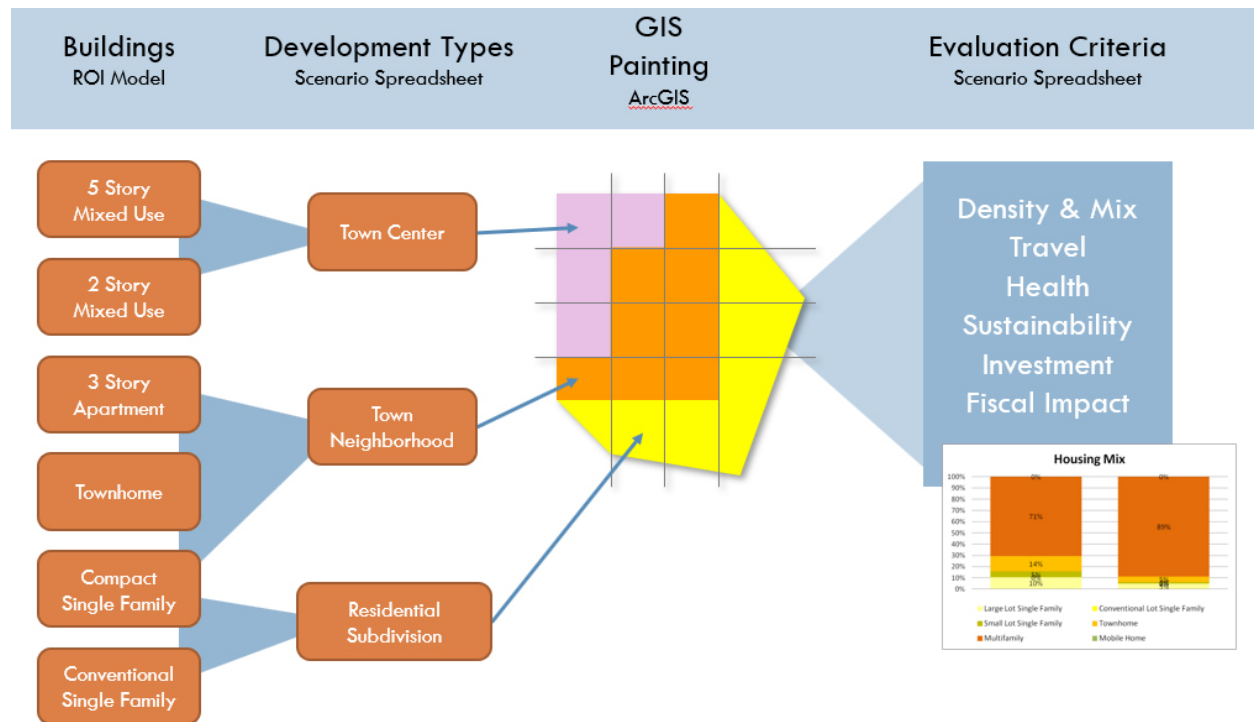 Buildings
ROI Model
Development Types
Scenario Spreadsheet
GIS
Painting
ArcGIS
Evaluation Criteria
Scenario Spreadsheet
5 Story
Mixed Use
2 Story
Mixed Use
3 Story
Apartment
Townhome
Compact
Single Family
Conventional
Single Family
Town Center
Town
Neighborhood
Residential
Subdivision
Density & Mix
Travel
Health
Sustainability
Investment
Fiscal Impact
Housing Mix
100%
90%
80%
70%
60%
50%
40%
30%
20%
10%
0%
0%
71%
14%
10%
0%
89%
Large Lot Single Family
Conventional Lot Single Family
Small Lot Single Family
Townhome
Multifamily
Mobile Home